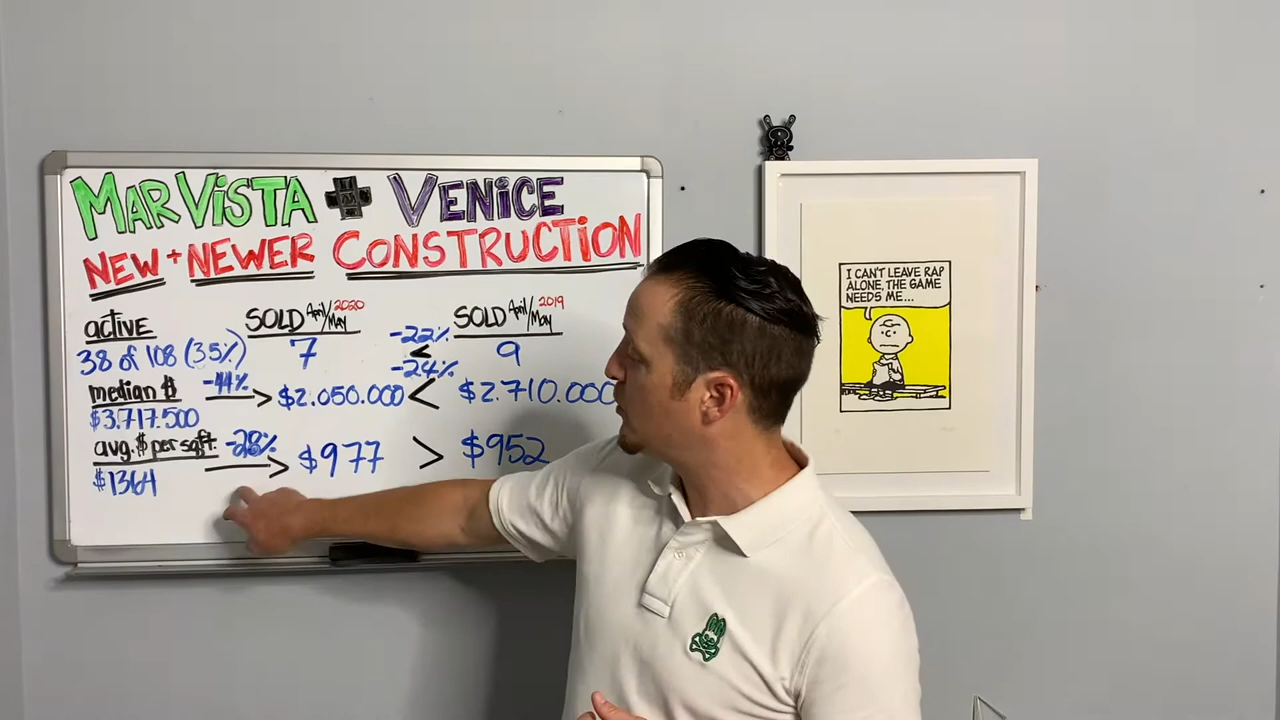 MAR VISTA + VENICE
NEW + NEWER CONSTRUCTION
active
38 of 108 (35%)
median $
$3.717.500
avg. $ per sqft.
$1364
-44%
-28%
SOLD April/May 2020
7
$2.050.000
$977
-22%
<
-24%
<
>
SOLD April/May 2019
9
$2.710.000
$952
I CAN'T LEAVE RAP
ALONE, THE GAME
NEEDS ME...